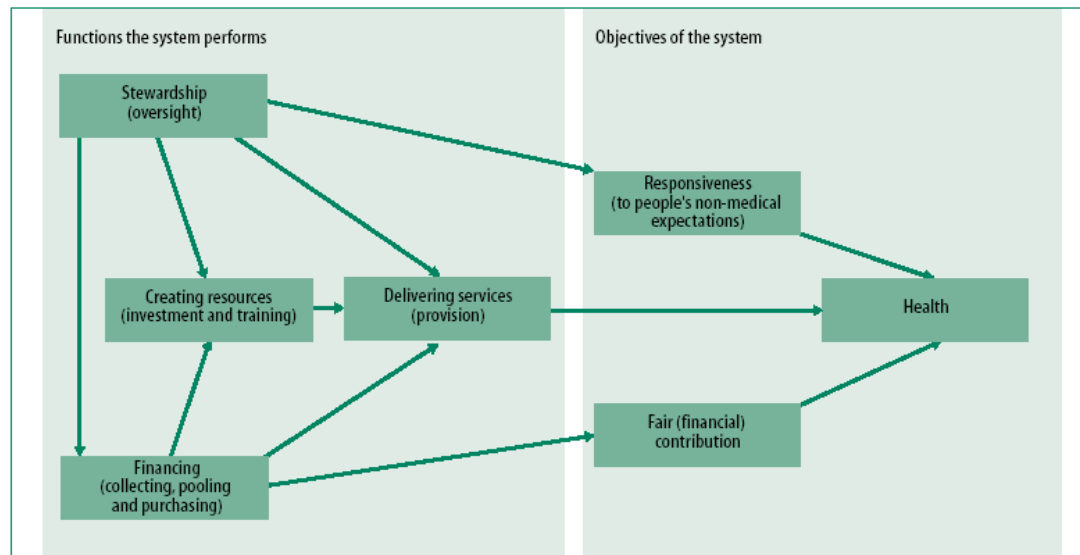 Functions the system performs
Objectives of the system
Stewardship
(oversight)
Responsiveness
(to people's non-medical
expectations)
Creating resources
(investment and training)
Delivering services
(provision)
Health
Fair (financial)
contribution
Financing
(collecting, pooling
and purchasing)